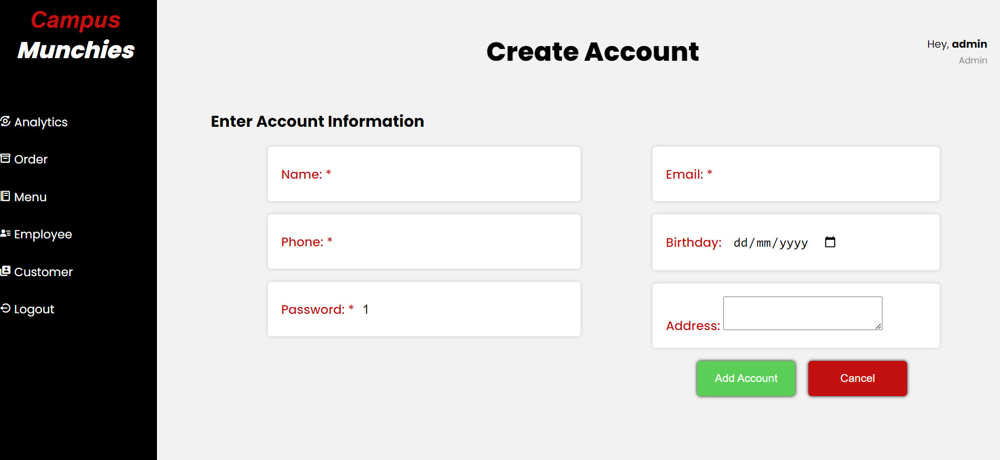 Campus
Munchies
Analytics
Order
Menu
Employee
Customer
Logout
Create Account
Hey, admin
Admin
Enter Account Information
Name: *
Email: *
Phone: *
Birthday: dd/mm/yyyy
Password: * 1
Address:
Add Account
Cancel